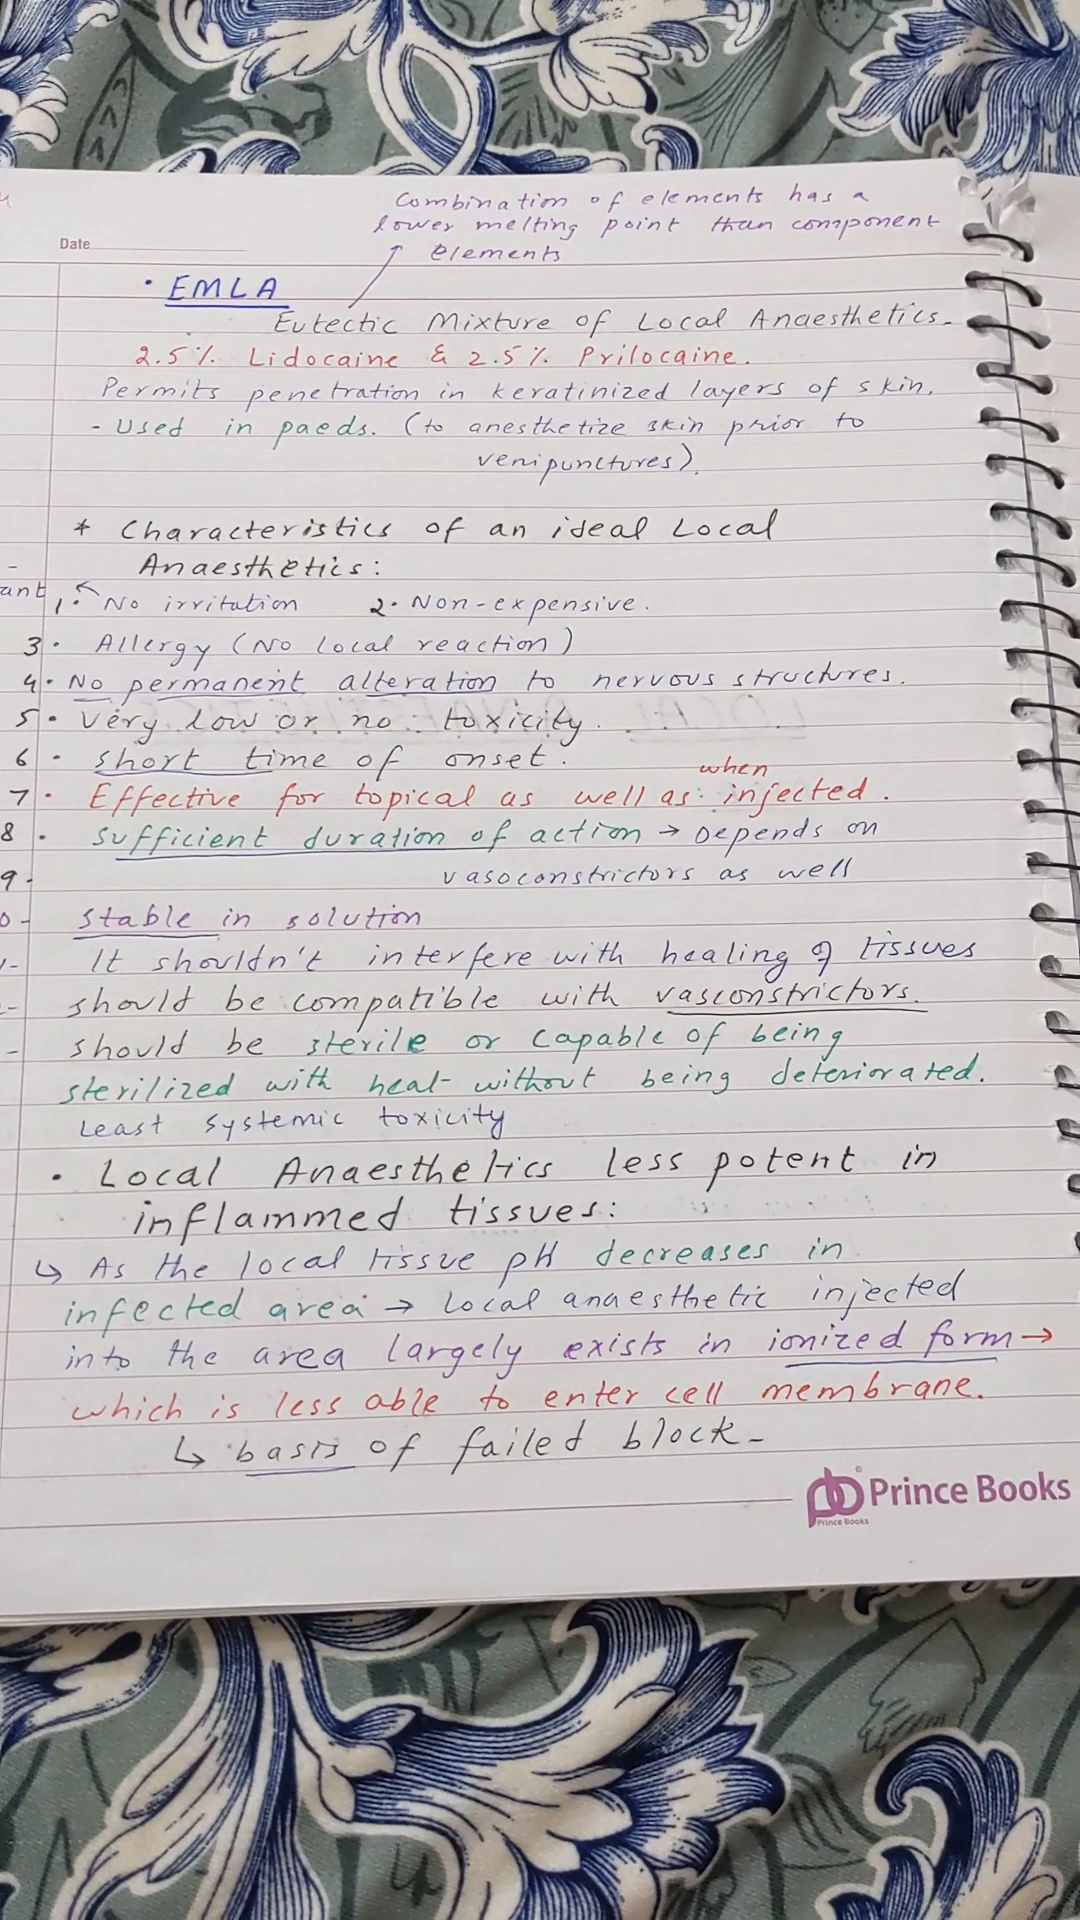 Combination of elements has a
lower melting point than component
elements
Date
• EMLA
Eutectic Mixture of Local Anaesthetics.
2.5% Lidocaine & 2.5% Prilocaine.
Permits penetration in keratinized layers of skin.
- Used in paeds. (to anesthetize skin prior to
venipunctures).
* Characteristics of an ideal Local
Anaesthetics:
ant
1. No irritation 2. Non-expensive.
3. Allergy (No local reaction)
4. No permanent alteration to nervous structures.
5. Very low or no toxicity.
6. Short time of onset.
7. Effective for topical as well as when injected.
8. Sufficient duration of action → Depends on
9. vasoconstrictors as well
0- Stable in solution
1- It shouldn't interfere with healing of tissues
2- should be compatible with vasconstrictors.
- should be sterile or capable of being
sterilized with heat without being deteriorated.
Least systemic toxicity
• Local Anaesthetics less potent in
inflammed tissues:
↳ As the local tissue pH decreases in
infected area → local anaesthetic injected
into the area largely exists in ionized form →
which is less able to enter cell membrane.
↳ basis of failed block-
Prince Books
Prince Books